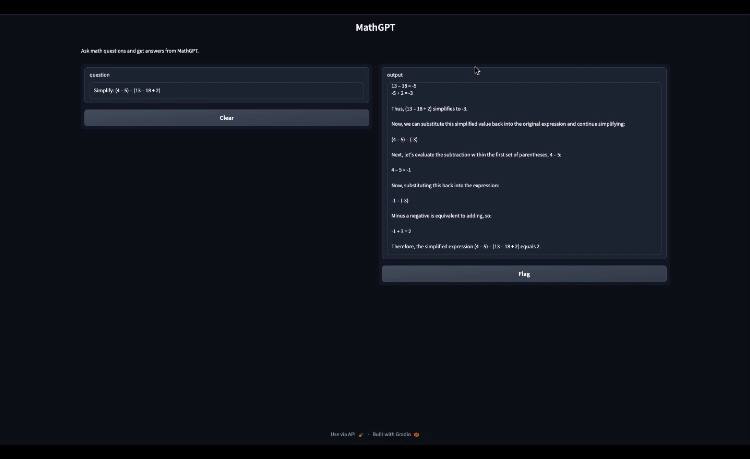 MathGPT
Ask math questions and get answers from MathGPT.
question
Simplify: (4 – 5) – (13 – 18 + 2)
Clear
output
13 – 18 = -5
-5 + 2 = -3
Thus, (13 – 18 + 2) simplifies to -3.
Now, we can substitute this simplified value back into the original expression and continue simplifying:
(4 – 5) – (-3)
Next, let's evaluate the subtraction within the first set of parentheses, 4 – 5:
4 – 5 = -1
Now, substituting this back into the expression:
-1 – (-3)
Minus a negative is equivalent to adding, so:
-1 + 3 = 2
Therefore, the simplified expression (4 – 5) – (13 – 18 + 2) equals 2.
Flag
Use via API · Built with Gradio